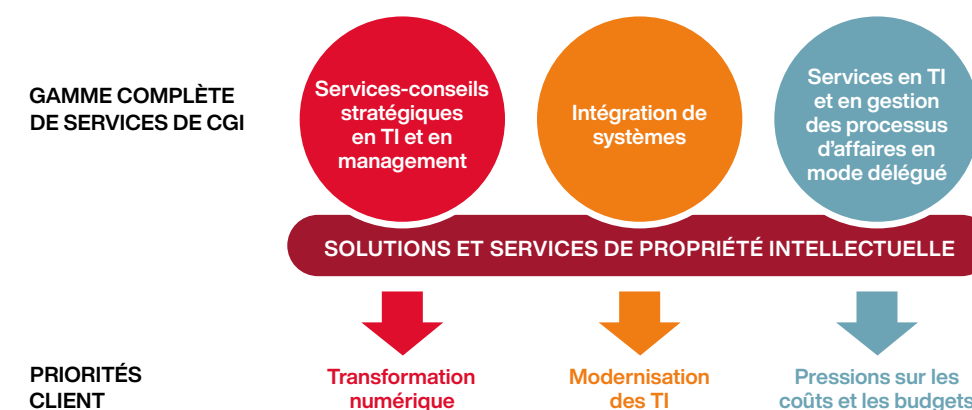 GAMME COMPLÈTE
DE SERVICES DE CGI
Services-conseils
stratégiques
en TI et en
management
Intégration de
systèmes
Services en TI
et en gestion
des processus
d’affaires en
mode délégué
SOLUTIONS ET SERVICES DE PROPRIÉTÉ INTELLECTUELLE
PRIORITÉS
CLIENT
Transformation
numérique
Modernisation
des TI
Pressions sur les
coûts et les budgets